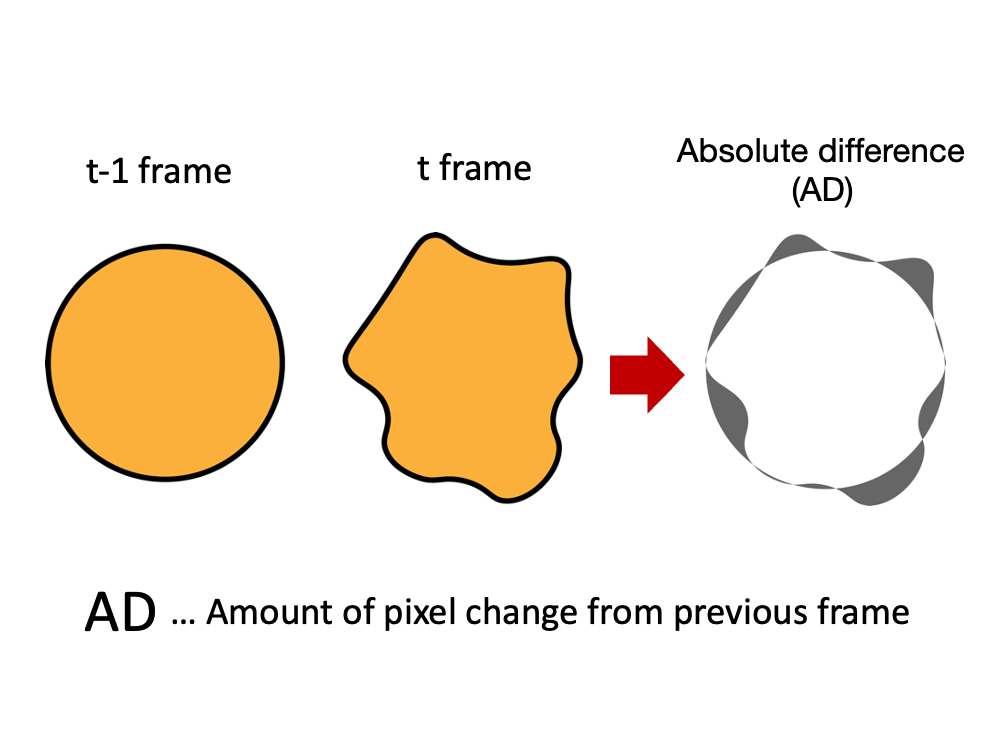 t-1 frame
t frame
Absolute difference
(AD)
AD ... Amount of pixel change from previous frame